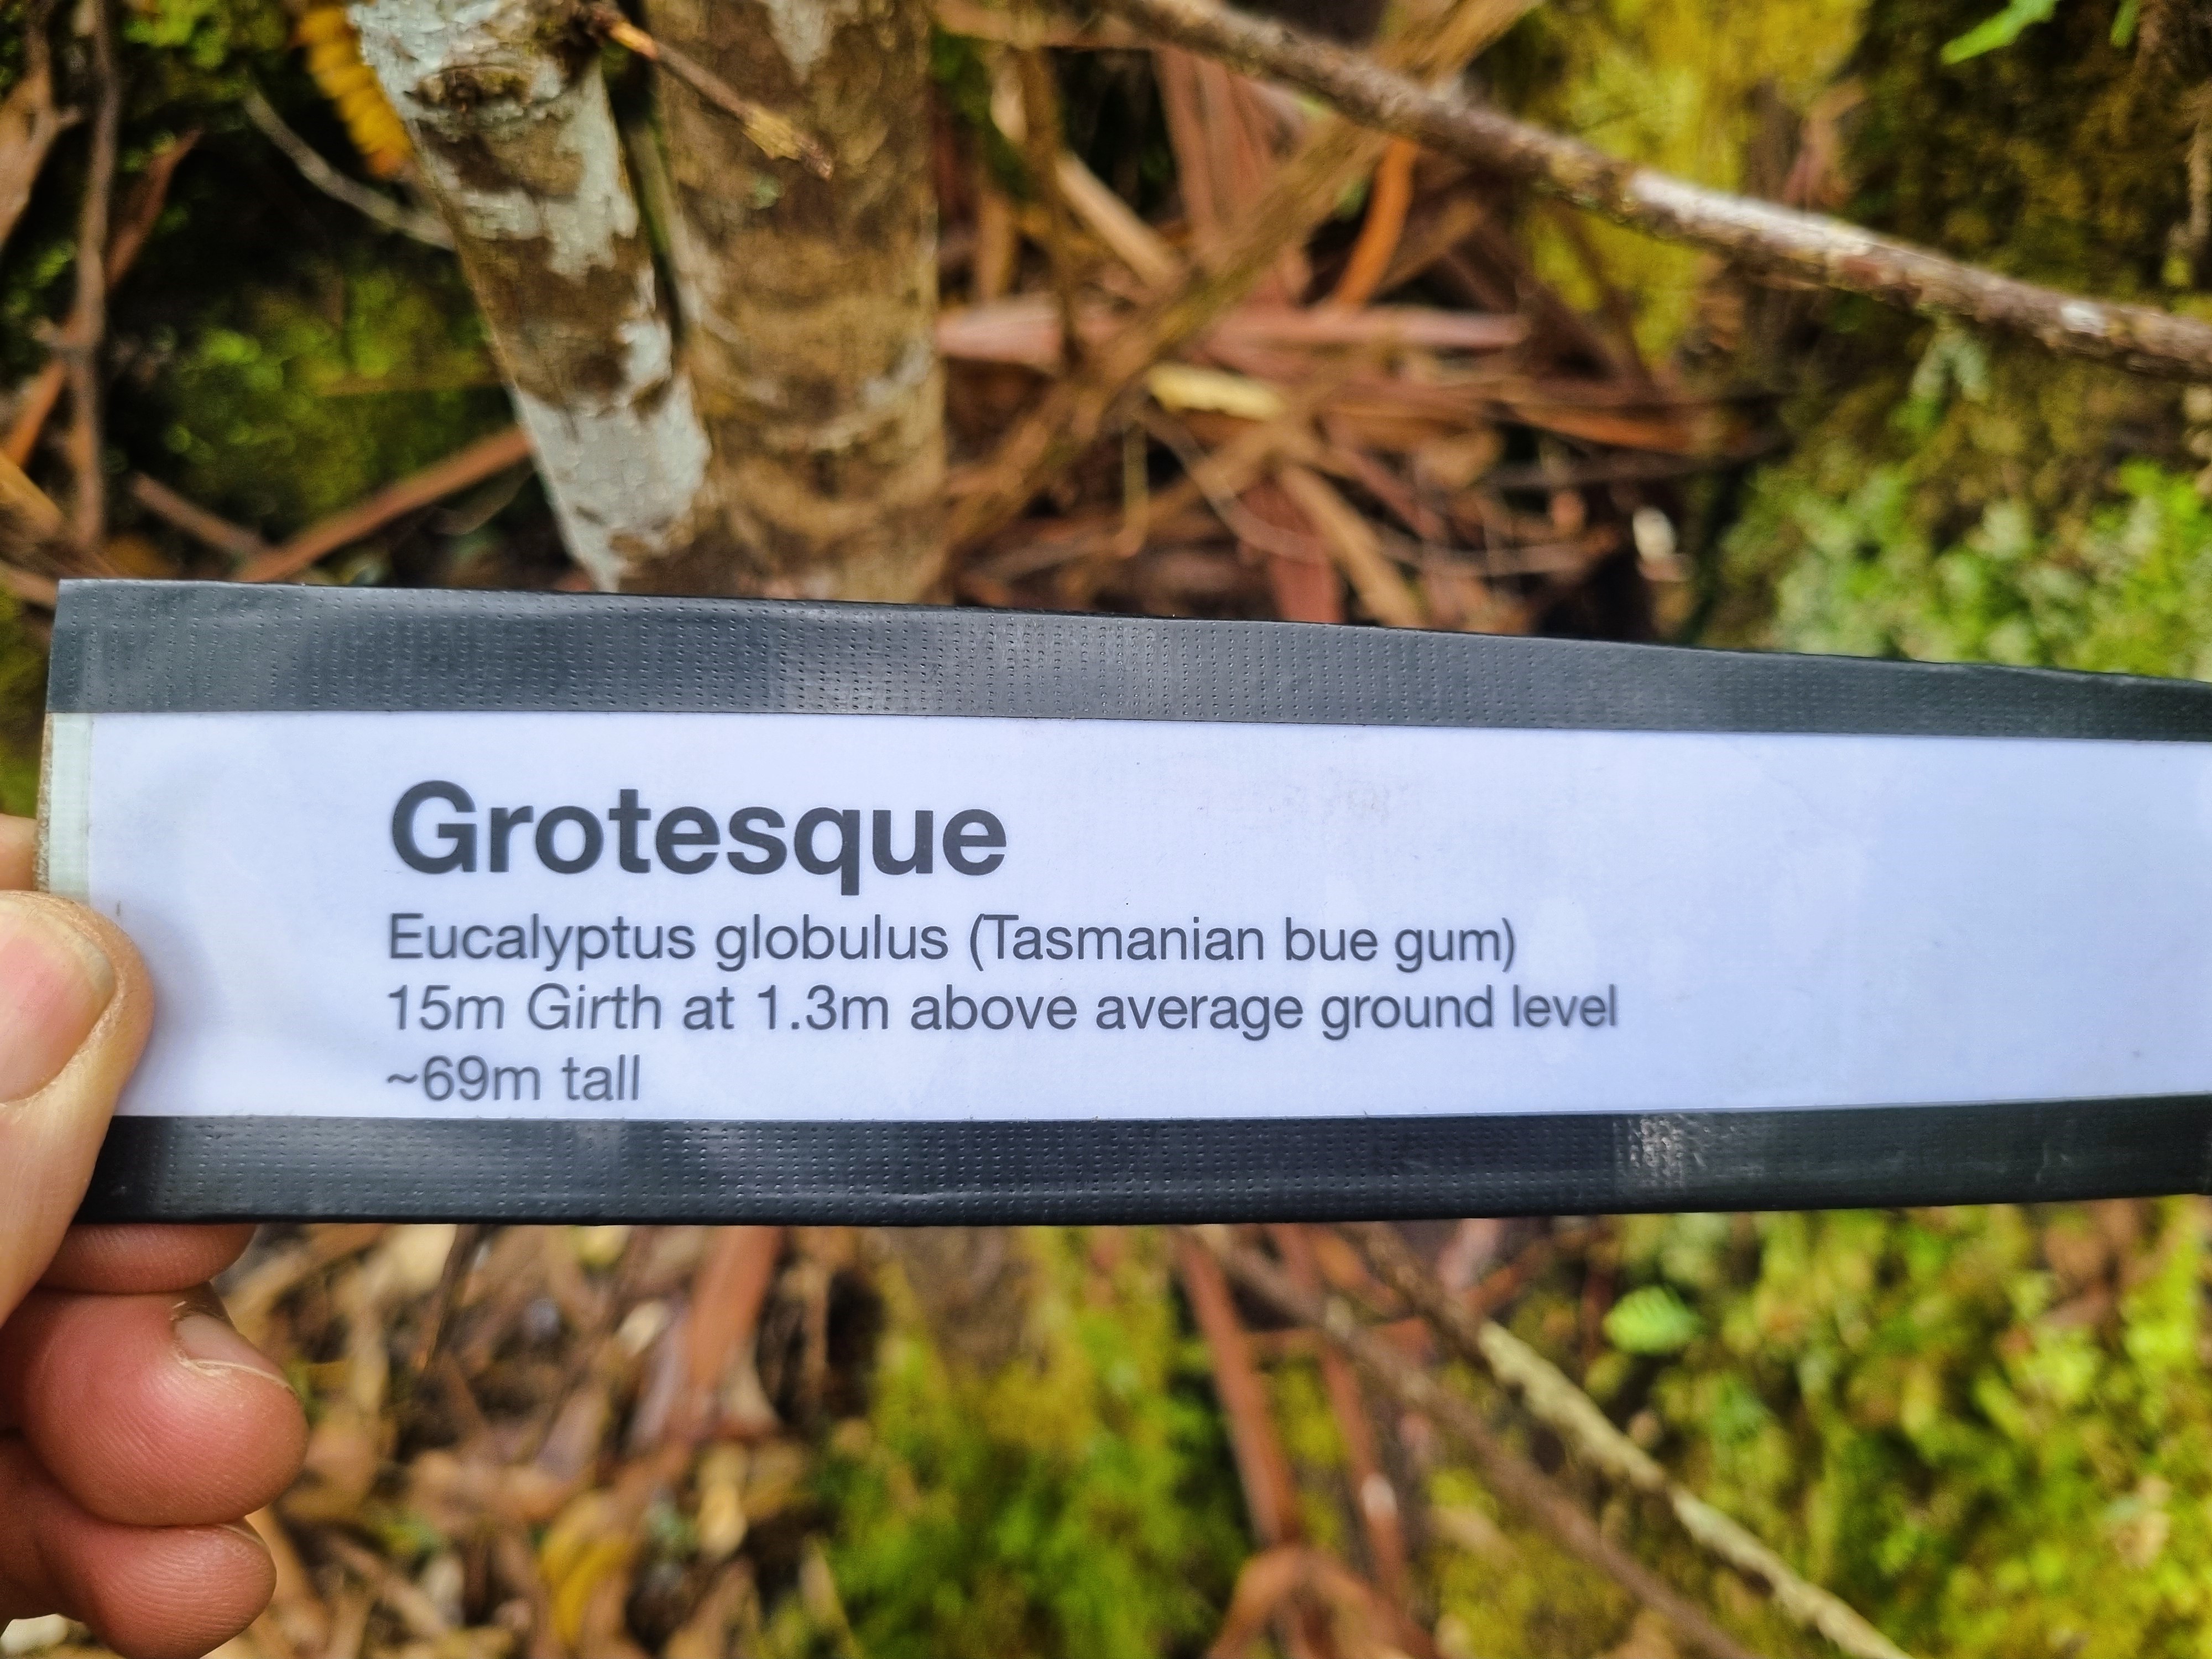 Grotesque
Eucalyptus globulus (Tasmanian bue gum)
15m Girth at 1.3m above average ground level
~69m tall